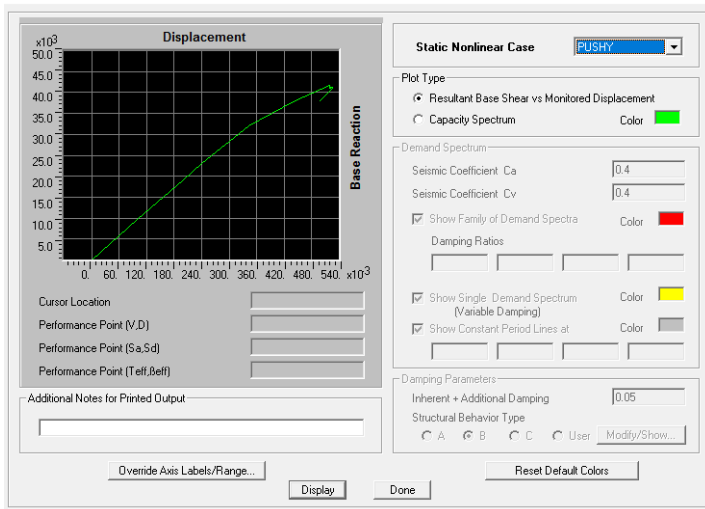 Displacement
x10³
50.0
45.0
40.0
35.0
30.0
25.0
20.0
15.0
10.0
5.0
Base Reaction
0. 60. 120. 180. 240. 300. 360. 420. 480. 540. x10³
Cursor Location
Performance Point (V,D)
Performance Point (Sa,Sd)
Performance Point (Teff,ßeff)
Additional Notes for Printed Output
Override Axis Labels/Range...
Static Nonlinear Case PUSHY
Plot Type
Resultant Base Shear vs Monitored Displacement
Capacity Spectrum Color
Demand Spectrum
Seismic Coefficient Ca 0.4
Seismic Coefficient Cv 0.4
Show Family of Demand Spectra Color
Damping Ratios
Show Single Demand Spectrum Color
(Variable Damping)
Show Constant Period Lines at Color
Damping Parameters
Inherent + Additional Damping 0.05
Structural Behavior Type
A B C User Modify/Show...
Reset Default Colors
Display Done